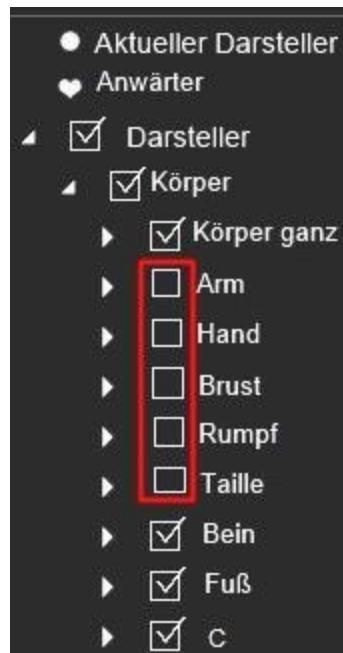 Aktueller Darsteller
Anwärter
Darsteller
Körper
Körper ganz
Arm
Hand
Brust
Rumpf
Taille
Bein
Fuß
C